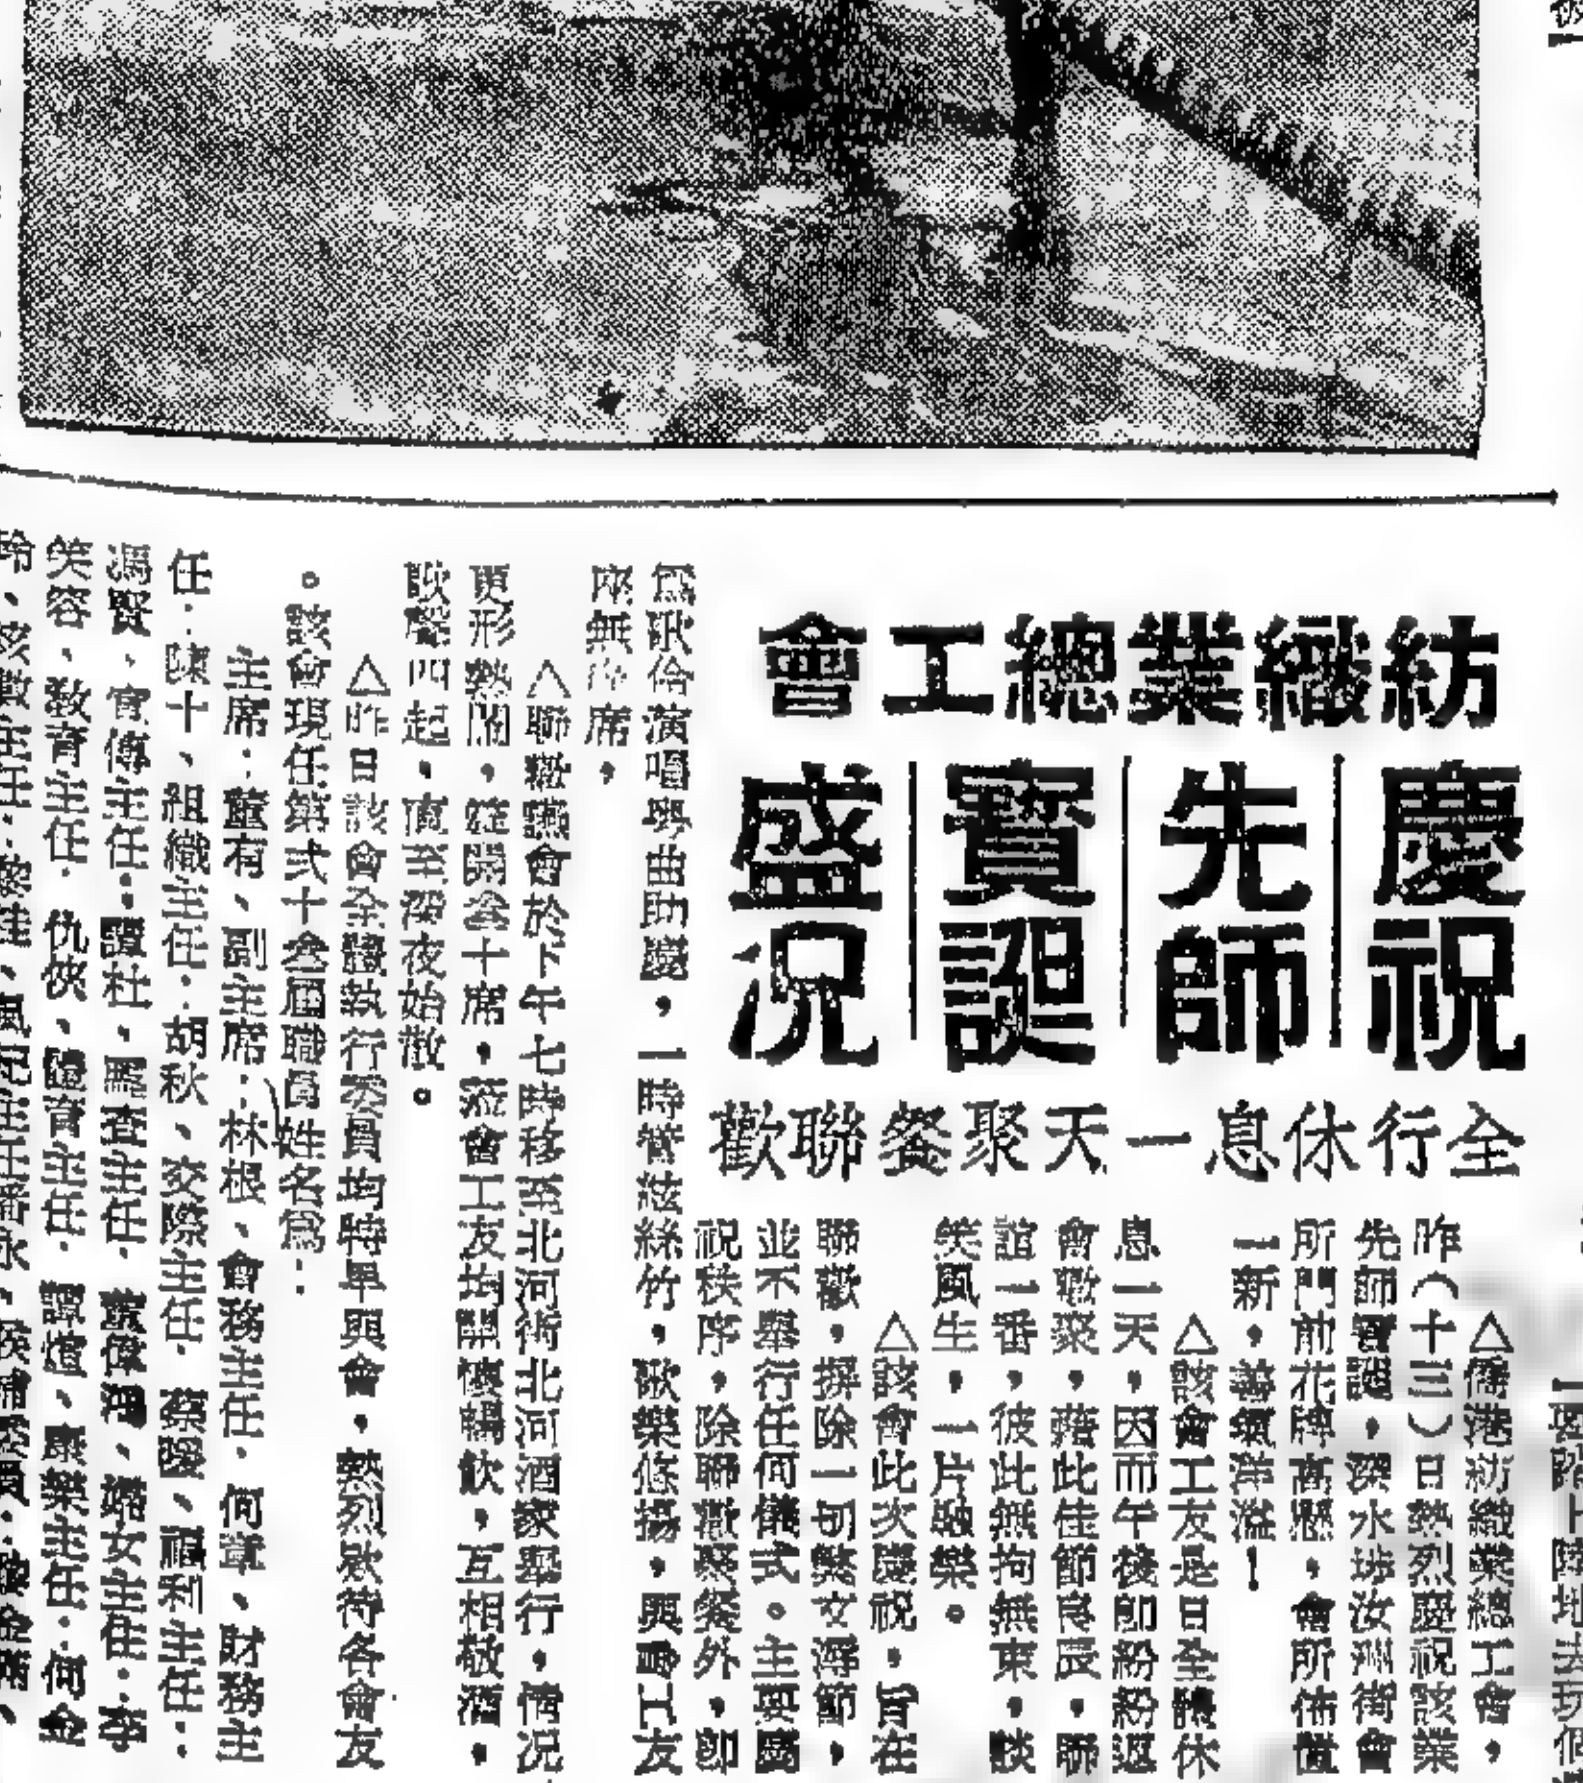 紡織業總工會
慶祝
先師
寶誕
盛況
全行休息一天聚餐聯歡
△僑港紡織業總工會，
昨（十三）日熱烈慶祝該業
先師寶誕，深水埗汝州街會
所門前花牌高懸，會所佈置
一新，喜氣洋溢！
△該會工友是日全體休
息一天，因而午後即紛紛返
會歡聚，藉此佳節良辰，聯
誼一番，彼此無拘無束，談
笑風生，一片融樂。
△該會此次慶祝，旨在
聯歡，摒除一切繁文溽節，
並不舉行任何儀式。主要慶
祝秩序，除聯歡聚餐外，即
為歌伶演唱粵曲助慶，一時管絃絲竹，歌樂悠揚，與會工友
座無虛席，
△聯歡讌會於下午七時移至北河街北河酒家舉行，情況
更形熱鬧，筵開叁十席，蒞會工友均開懷暢飲，互相敬酒，
歌聲四起，直至深夜始散。
△昨日該會全體執行委員均特早與會，熱烈欵待各會友
。該會現任第弍十叁屆職員姓名為：
主席：董有、副主席：林根、會務主任．何章、財務主
任．陳十、組織主任．胡秋、交際主任．蔡暖、福利主任．
馮賢、宣傳主任．譚杜、調查主任．葉偉鴻、婦女主任．李
笑容、教育主任．仇俠、體育主任．譚煊、康樂主任．何金